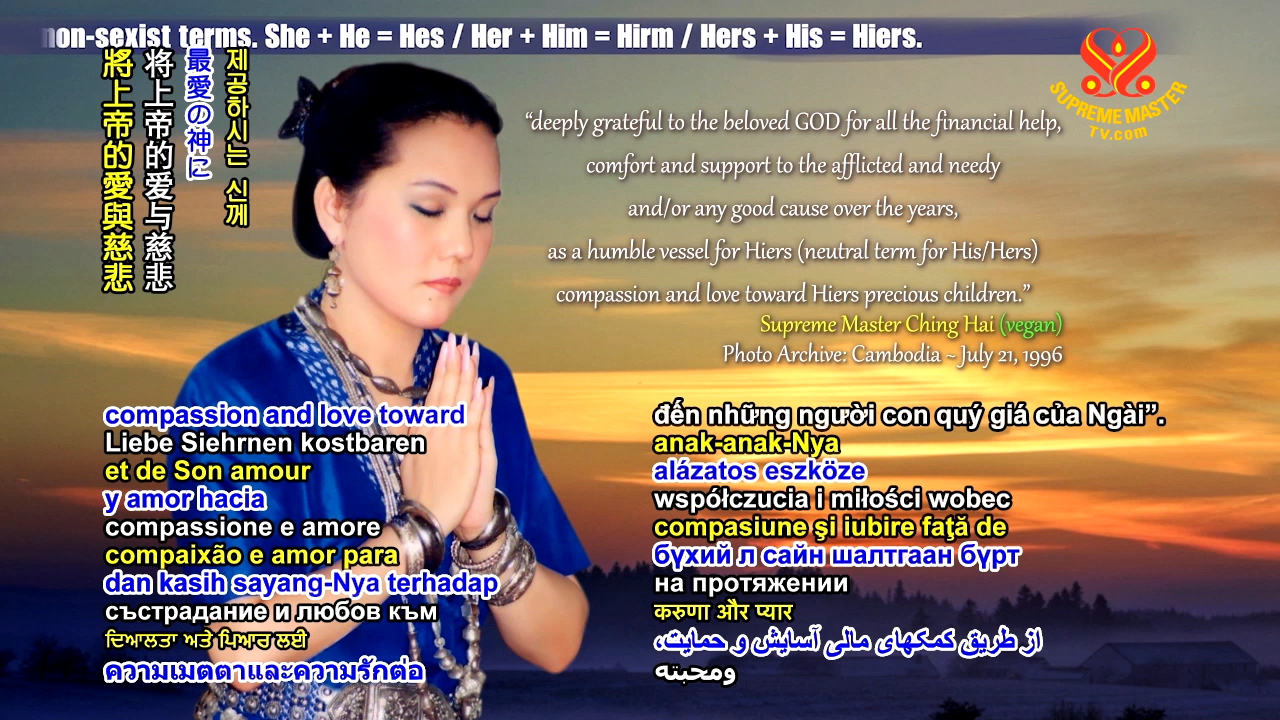 non-sexist terms. She + He = Hes / Her + Him = Hirm / Hers + His = Hiers.
將上帝的愛與慈悲
将上帝的爱与慈悲
最愛の神に
제공하시는 신께
SUPREME MASTER
TV.com
“deeply grateful to the beloved GOD for all the financial help,
comfort and support to the afflicted and needy
and/or any good cause over the years,
as a humble vessel for Hiers (neutral term for His/Hers)
compassion and love toward Hiers precious children.”
Supreme Master Ching Hai (vegan)
Photo Archive: Cambodia ~ July 21, 1996
compassion and love toward
Liebe Siehrnen kostbaren
et de Son amour
y amor hacia
compassione e amore
compaixão e amor para
dan kasih sayang-Nya terhadap
състрадание и любов към
ਦਿਆਲਤਾ ਅਤੇ ਪਿਆਰ ਲਈ
ความเมตตาและความรักต่อ
đến những người con quý giá của Ngài”.
anak-anak-Nya
alázatos eszköze
współczucia i miłości wobec
compasiune şi iubire faţă de
бүхий л сайн шалтгаан бүрт
на протяжении
करुणा और प्यार
از طریق کمکهای مالی آسایش و حمایت،
ومحبته